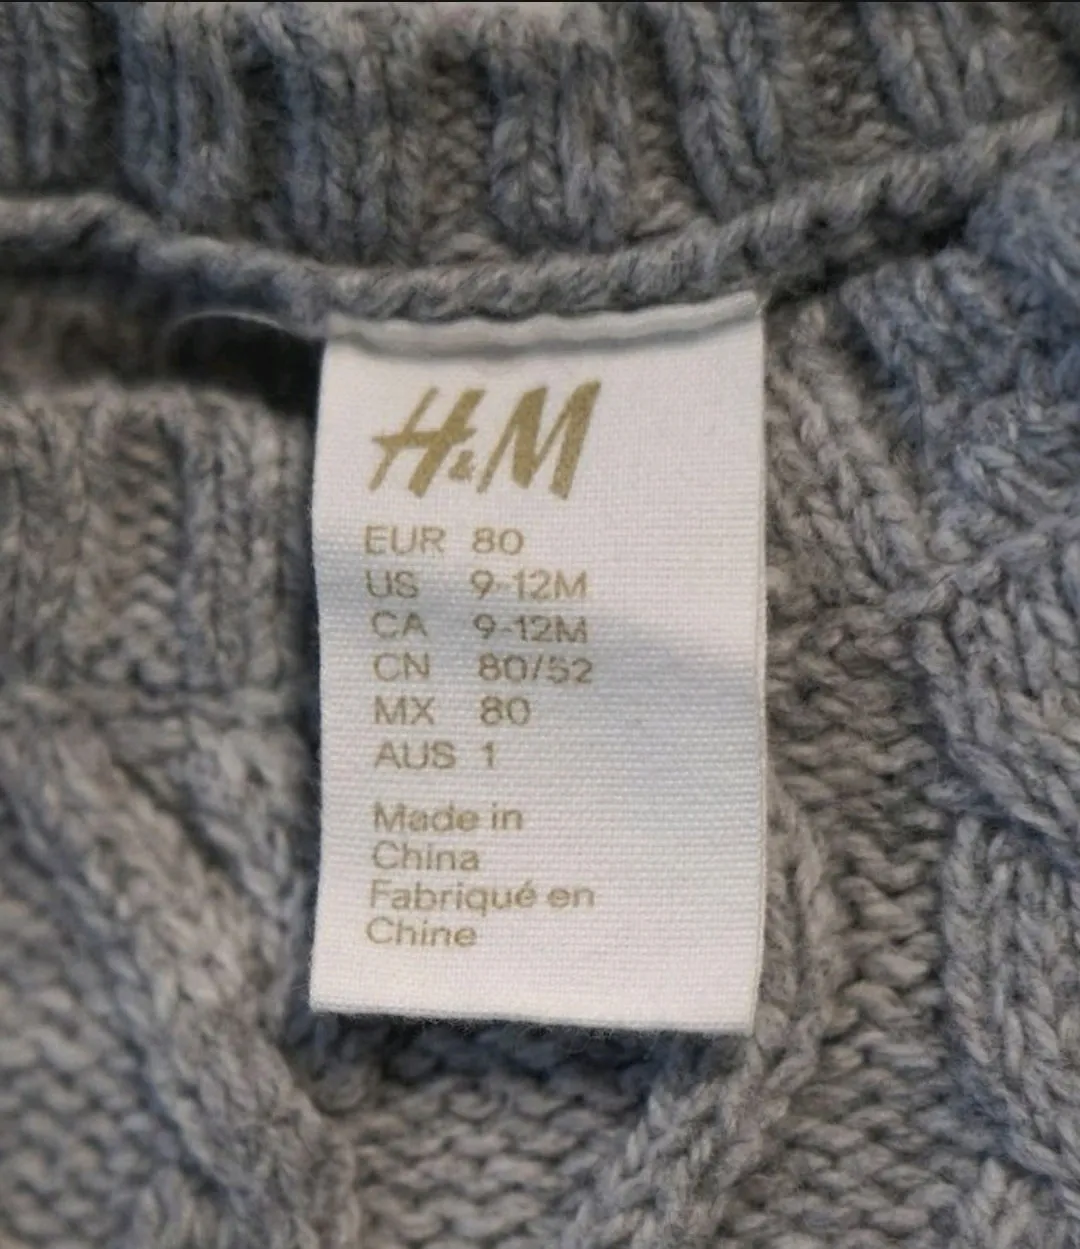 H&M
EUR 80
US 9-12M
CA 9-12M
CN 80/52
MX 80
AUS 1
Made in
China
Fabriqué en
Chine